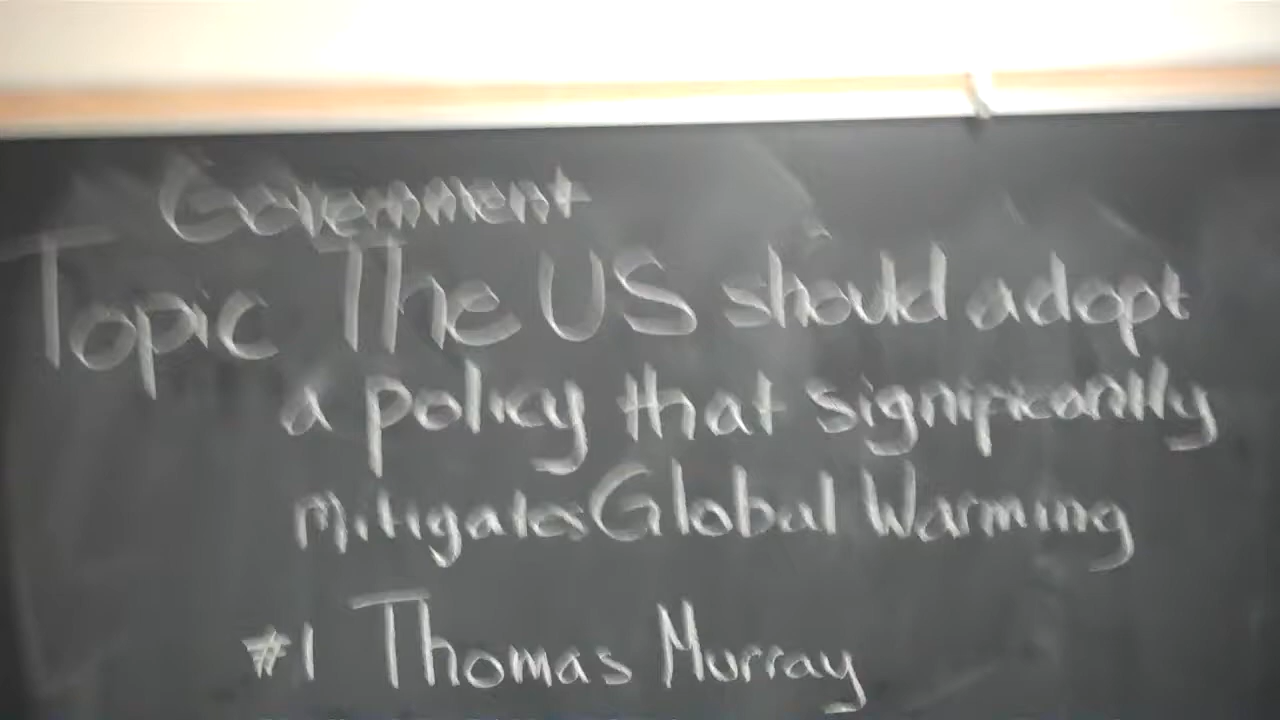 Government
Topic The US should adopt
a policy that significantly
mitigates Global Warming
#1 Thomas Murray